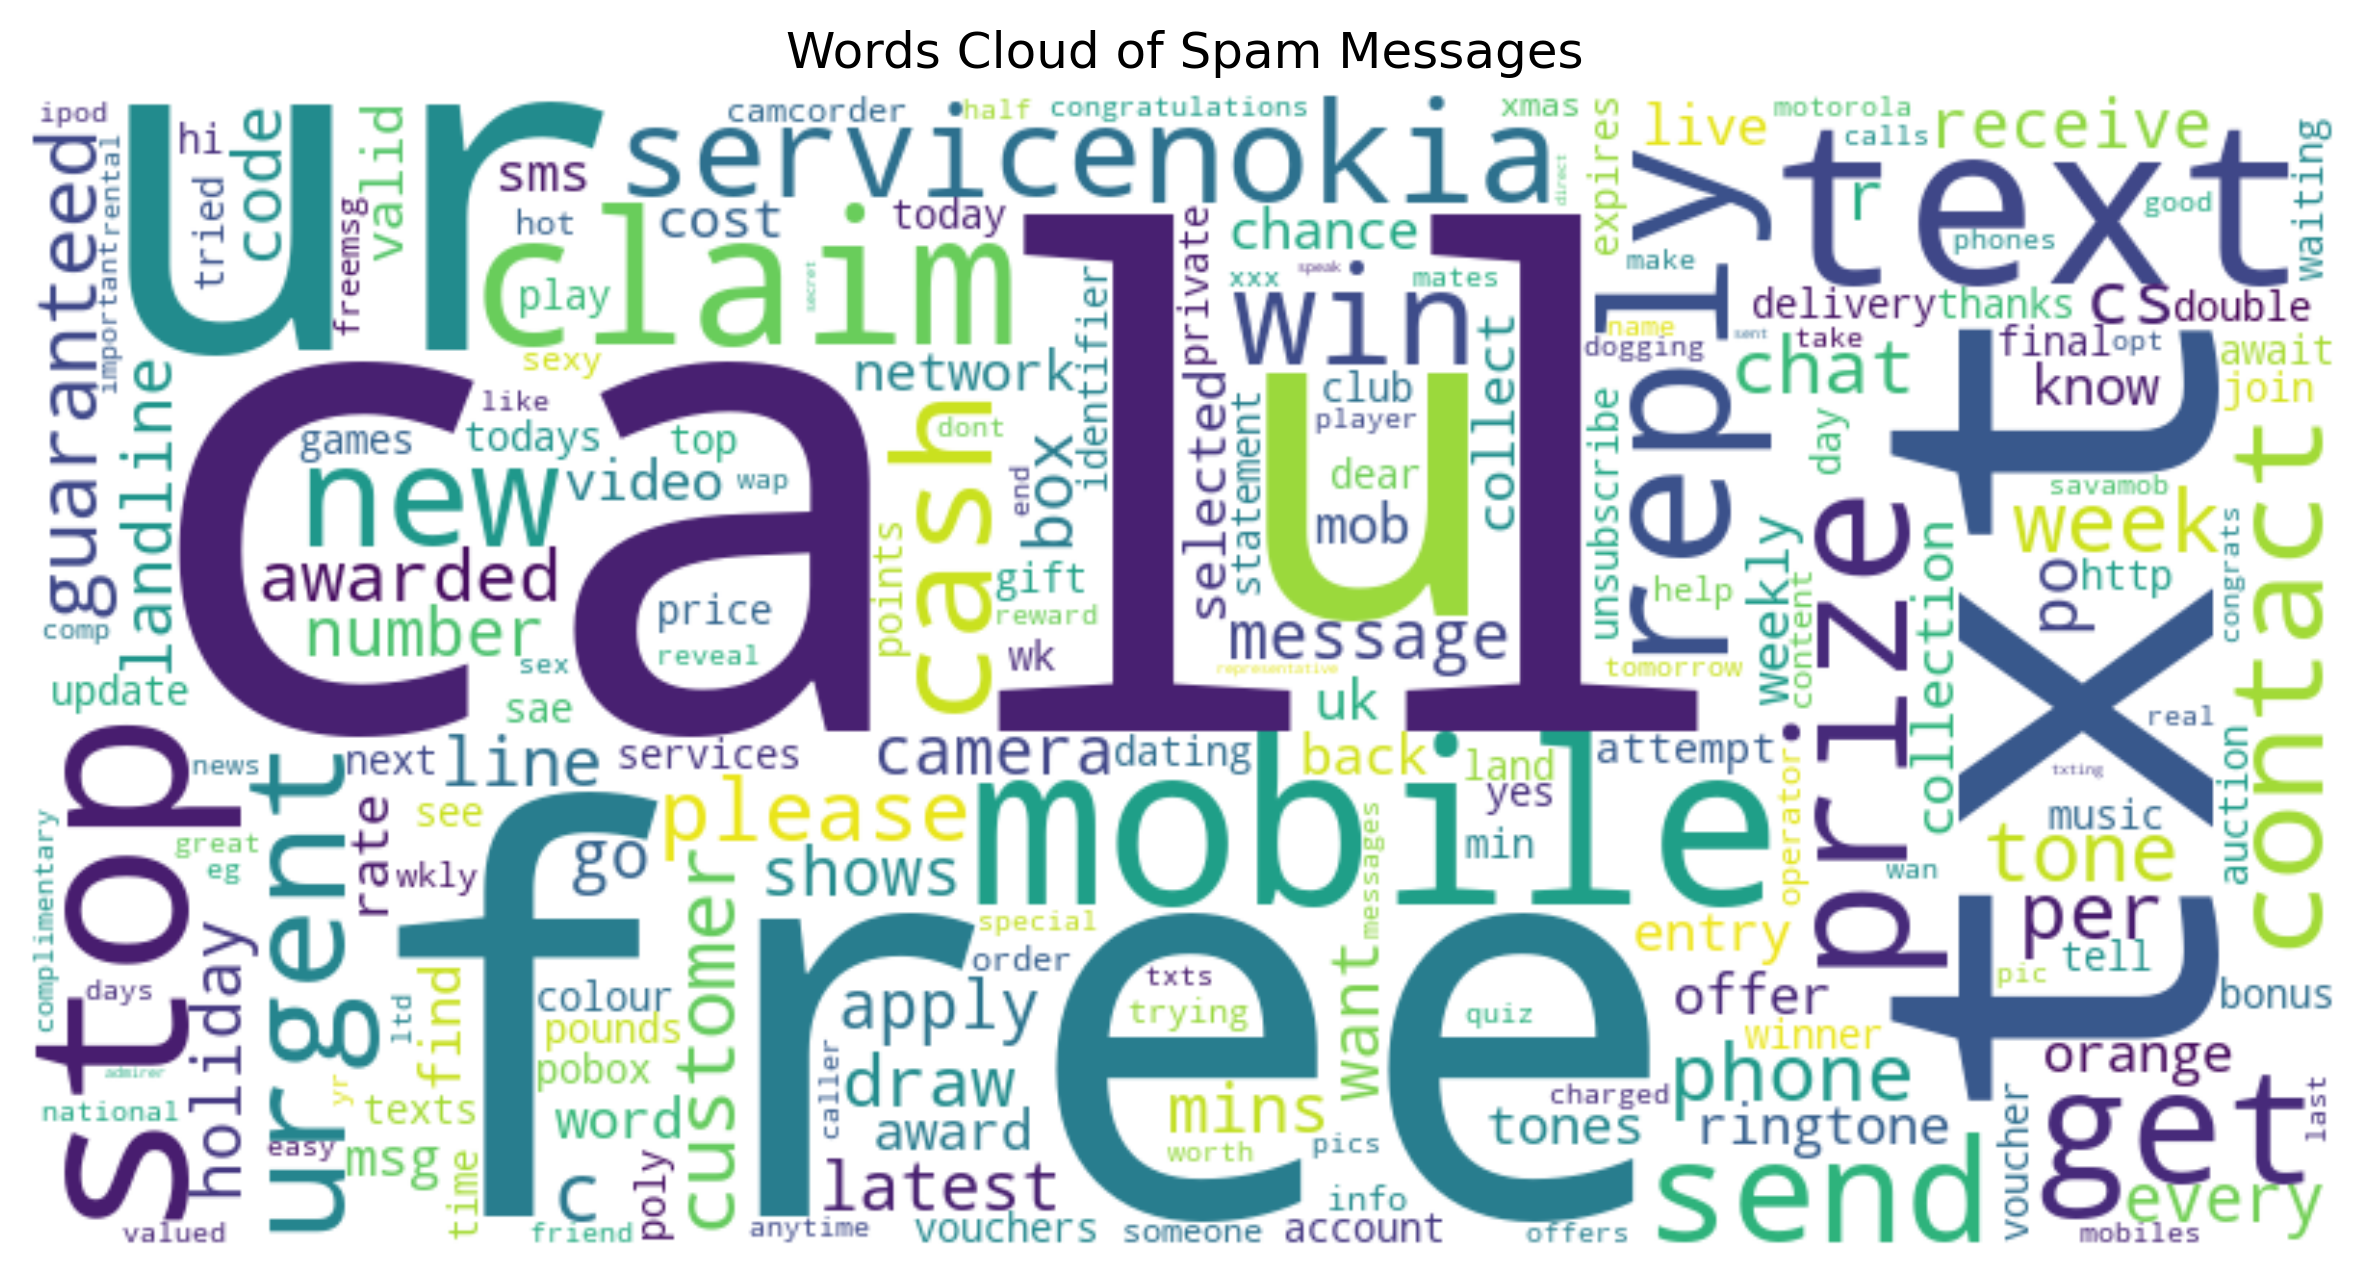 Words Cloud of Spam Messages
ipod
camcorder
half
congratulations
xmas
expires
live
motorola
receive
hi
code
valid
ur
service
nokia
calls
text
waiting
guaranteed
important
rental
tried
freemsg
sms
hot
cost
today
private
chance
direct
reply
r
good
phones
claim
play
secret
identifier
xxx
speak
mates
make
win
delivery
thanks
cs
double
name
sent
dogging
take
final
opt
await
sexy
network
collect
chat
know
join
landline
call
like
games
todays
top
dont
cash
end
box
selected
statement
club
player
u
dear
mob
unsubscribe
day
prize
txt
savamob
week
contact
new
video
wap
points
awarded
price
gift
reward
help
weekly
content
collection
po
http
congrats
comp
number
reveal
sex
wk
message
representative
tomorrow
update
sae
uk
real
stop
news
urgent
next
line
services
camera
dating
back
land
attempt
operator
txting
auction
see
please
mobile
yes
music
great
eg
rate
wkly
go
shows
messages
min
wan
tone
complimentary
holiday
free
customer
special
want
entry
per
tell
days
ltd
find
colour
order
apply
txts
trying
quiz
offer
pic
bonus
pounds
winner
admirer
yr
pobox
caller
draw
mins
charged
phone
orange
national
texts
word
award
tones
ringtone
voucher
get
last
easy
msg
time
poly
worth
pics
c
latest
info
send
every
valued
friend
anytime
vouchers
someone
account
offers
mobiles